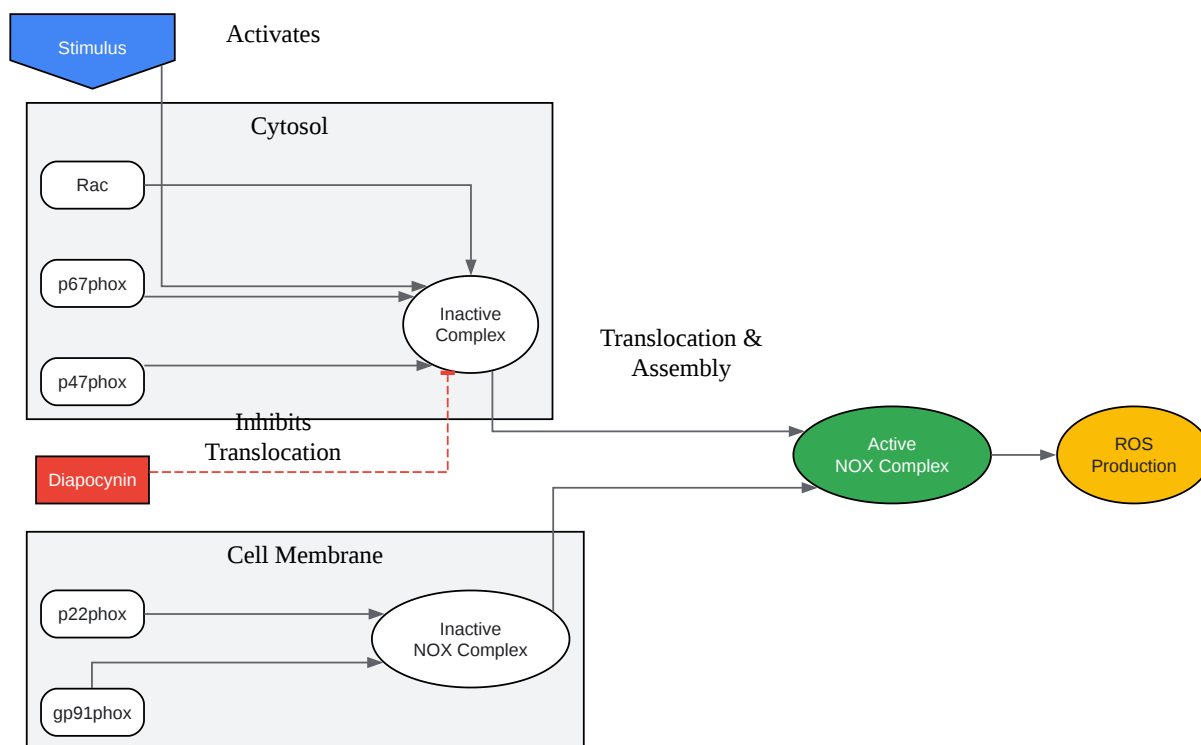 Stimulus
Activates
Cytosol
Rac
p67phox
Inactive
Complex
p47phox
Translocation &
Assembly
Inhibits
Translocation
Diapocynin
Active
NOX Complex
ROS
Production
Cell Membrane
p22phox
Inactive
NOX Complex
gp91phox